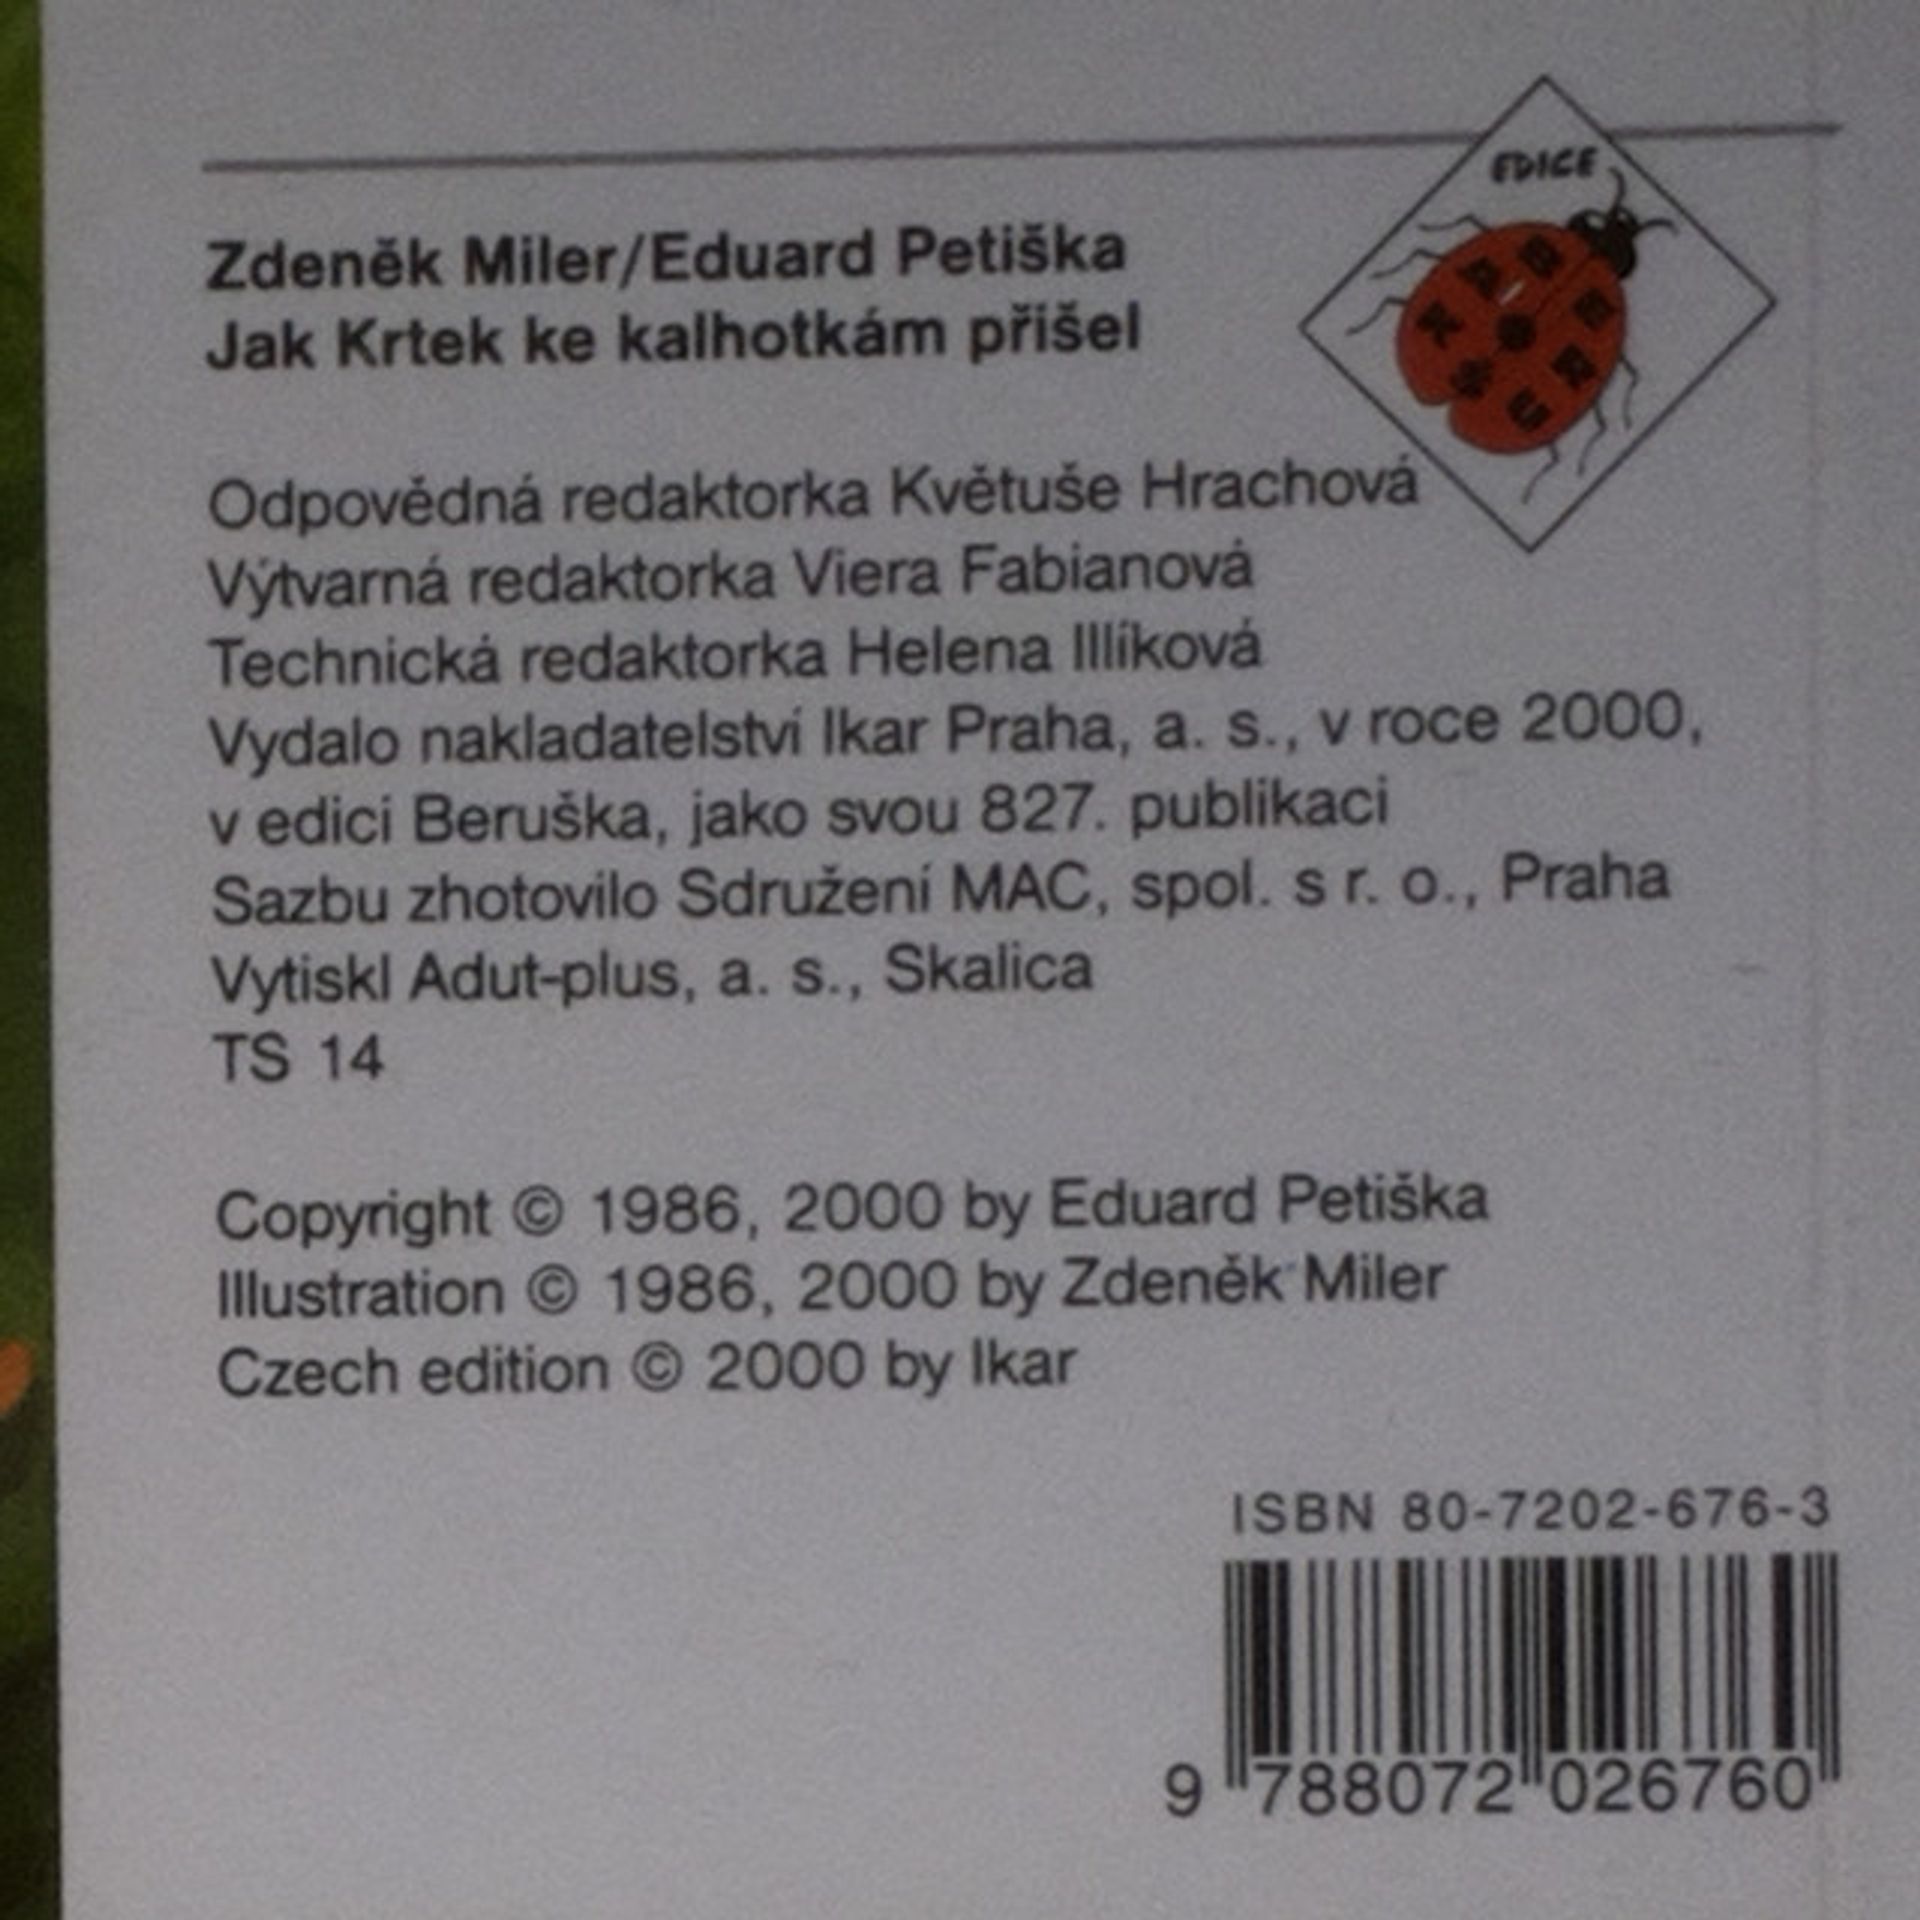 EDICE
BERUŠKA
Zdeněk Miler/Eduard Petiška
Jak Krtek ke kalhotkám přišel
Odpovědná redaktorka Květuše Hrachová
Výtvarná redaktorka Viera Fabianová
Technická redaktorka Helena Illíková
Vydalo nakladatelství Ikar Praha, a. s., v roce 2000,
v edici Beruška, jako svou 827. publikaci
Sazbu zhotovilo Sdružení MAC, spol. s r. o., Praha
Vytiskl Adut-plus, a. s., Skalica
TS 14
Copyright © 1986, 2000 by Eduard Petiška
Illustration © 1986, 2000 by Zdeněk Miler
Czech edition © 2000 by Ikar
ISBN 80-7202-676-3
9 788072 026760